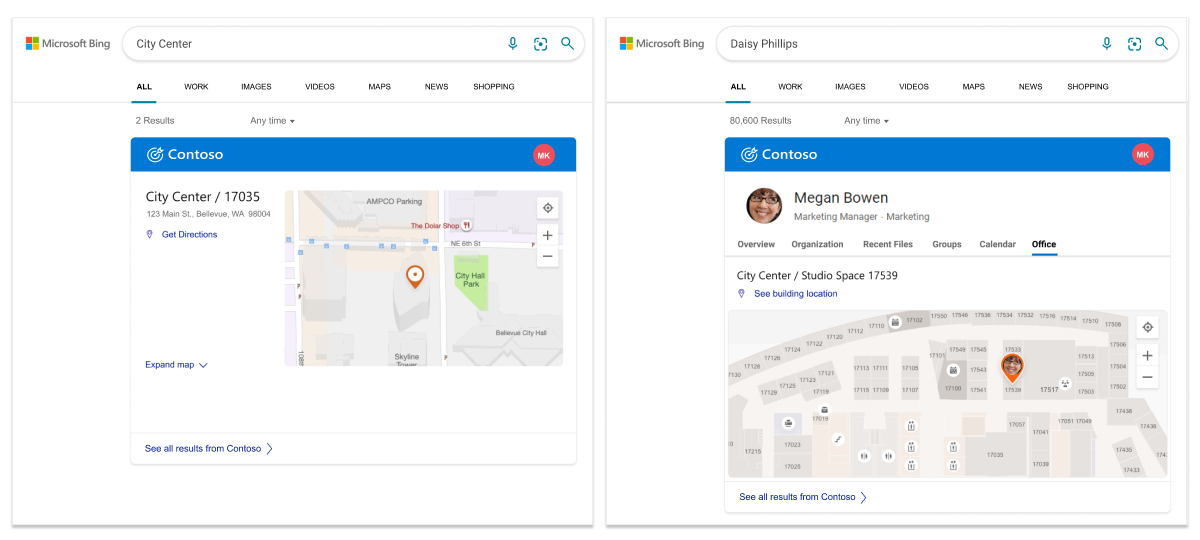 Microsoft Bing
City Center
ALL WORK IMAGES VIDEOS MAPS NEWS SHOPPING
2 Results Any time
Contoso
MK
City Center / 17035
123 Main St., Bellevue, WA 98004
Get Directions
AMPCO Parking
The Dolar Shop
NE 6th St
City Hall
Park
Bellevue City Hall
Skyline
Tower
Expand map
See all results from Contoso
Microsoft Bing
Daisy Phillips
ALL WORK IMAGES VIDEOS MAPS NEWS SHOPPING
80,600 Results Any time
Contoso
MK
Megan Bowen
Marketing Manager · Marketing
Overview Organization Recent Files Groups Calendar Office
City Center / Studio Space 17539
See building location
17550 17546 17536 17534 17532 17516 17514 17510 17508
17112 17110 17102
17124 17122 17120
17126
17128
17130
17101 17549 17545 17533
17506
17513
17504
17505
17502
17503
17129 17125 17123 17121
17119
17113 17111 17105
17115 17109 17107
17100 17543 17541 17539 17517
17019
17438
17436
17057 17041 17051 17049
17023
17215
17025
17035
17039
17435
17433
See all results from Contoso